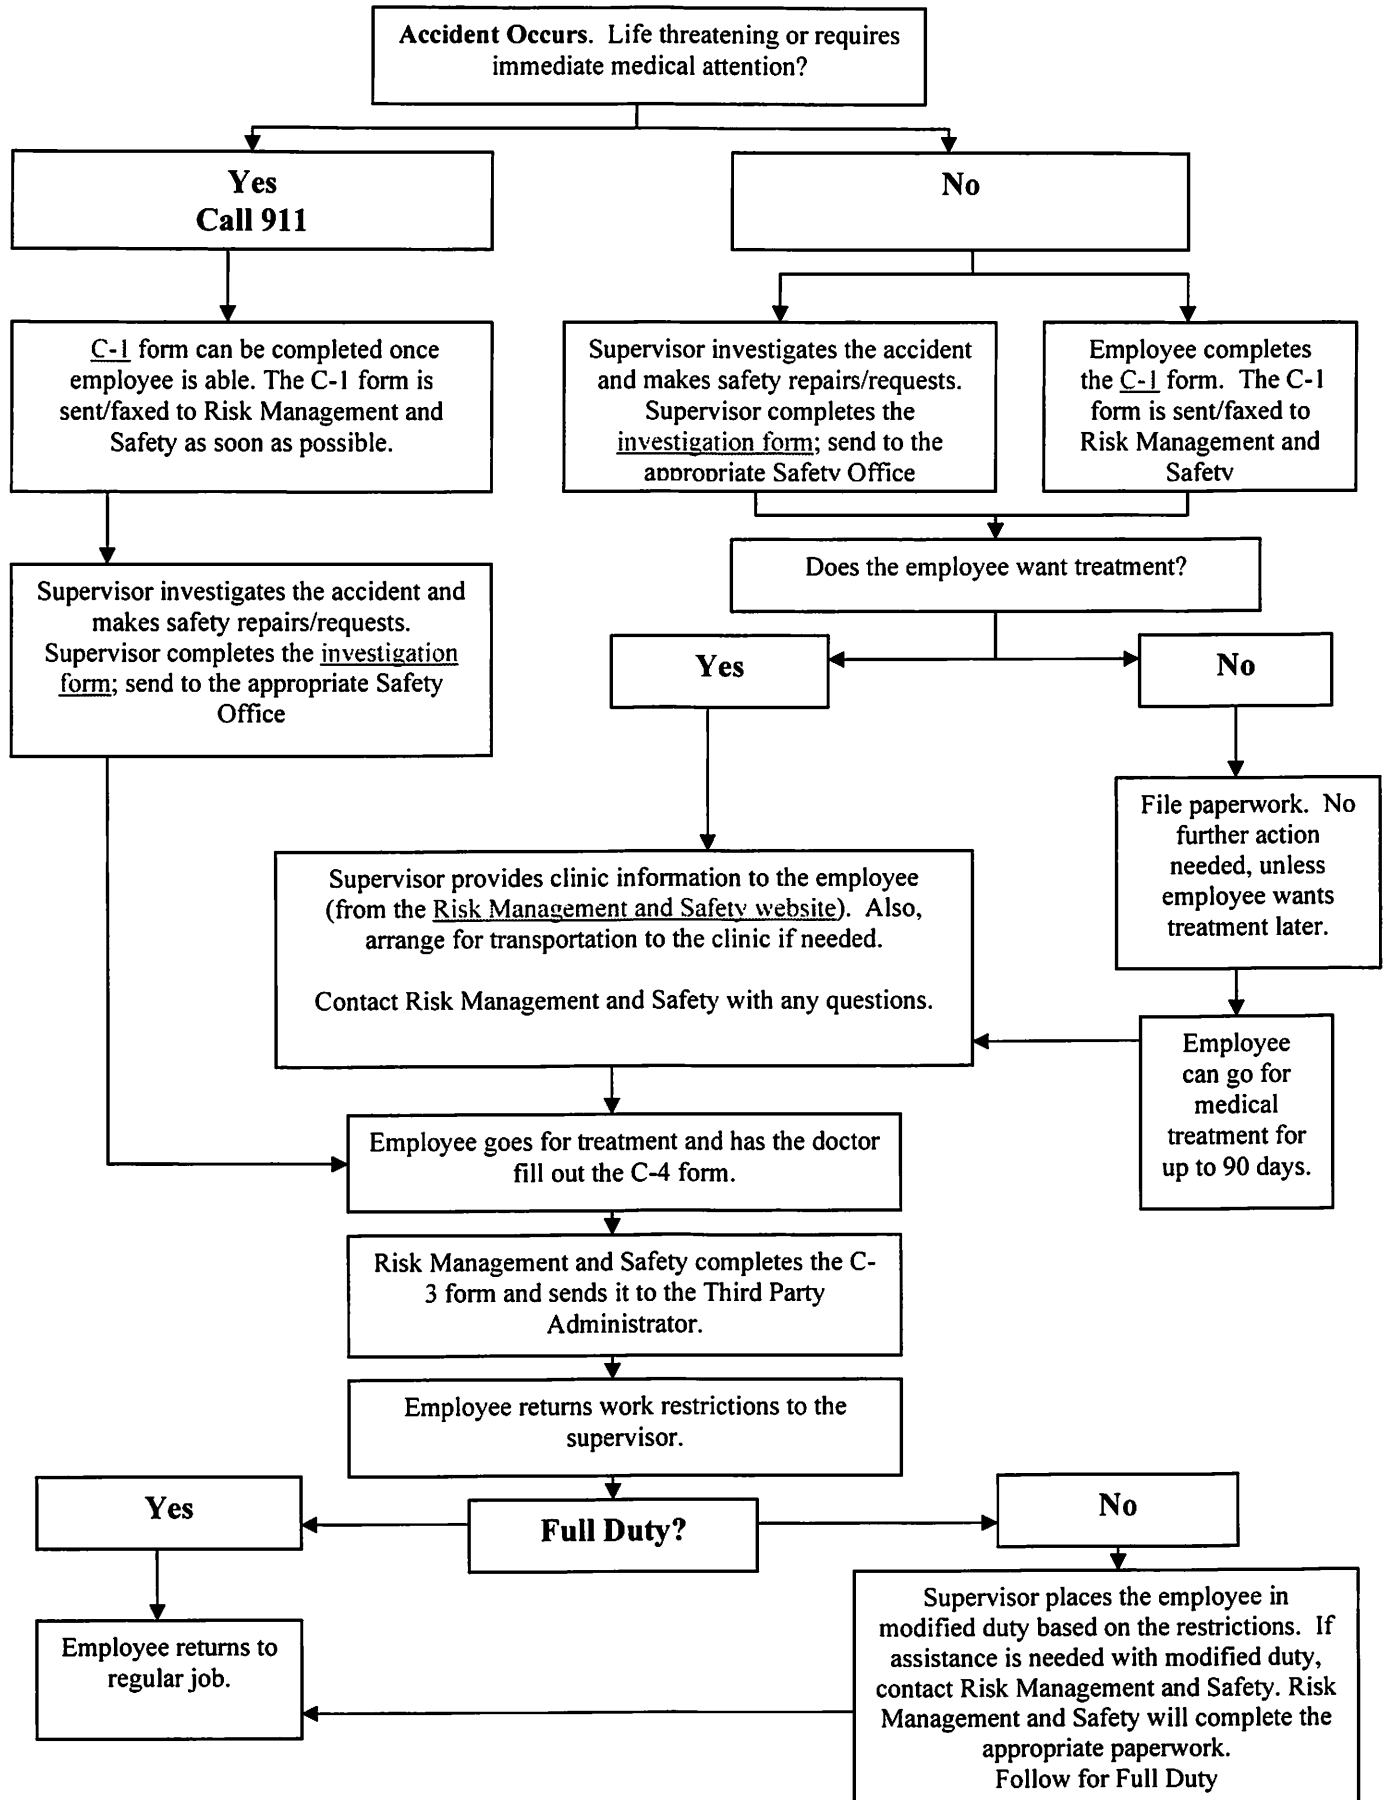 Accident Occurs. Life threatening or requires
immediate medical attention?
Yes
Call 911
No
C-1 form can be completed once
employee is able. The C-1 form is
sent/faxed to Risk Management and
Safety as soon as possible.
Supervisor investigates the accident
and makes safety repairs/requests.
Supervisor completes the
investigation form; send to the
appropriate Safety Office
Employee completes
the C-1 form. The C-1
form is sent/faxed to
Risk Management and
Safety
Supervisor investigates the accident and
makes safety repairs/requests.
Supervisor completes the investigation
form; send to the appropriate Safety
Office
Does the employee want treatment?
Yes
No
File paperwork. No
further action
needed, unless
employee wants
treatment later.
Supervisor provides clinic information to the employee
(from the Risk Management and Safety website). Also,
arrange for transportation to the clinic if needed.
Contact Risk Management and Safety with any questions.
Employee
can go for
medical
treatment for
up to 90 days.
Employee goes for treatment and has the doctor
fill out the C-4 form.
Risk Management and Safety completes the C-
3 form and sends it to the Third Party
Administrator.
Employee returns work restrictions to the
supervisor.
Yes
Full Duty?
No
Employee returns to
regular job.
Supervisor places the employee in
modified duty based on the restrictions. If
assistance is needed with modified duty,
contact Risk Management and Safety. Risk
Management and Safety will complete the
appropriate paperwork.
Follow for Full Duty